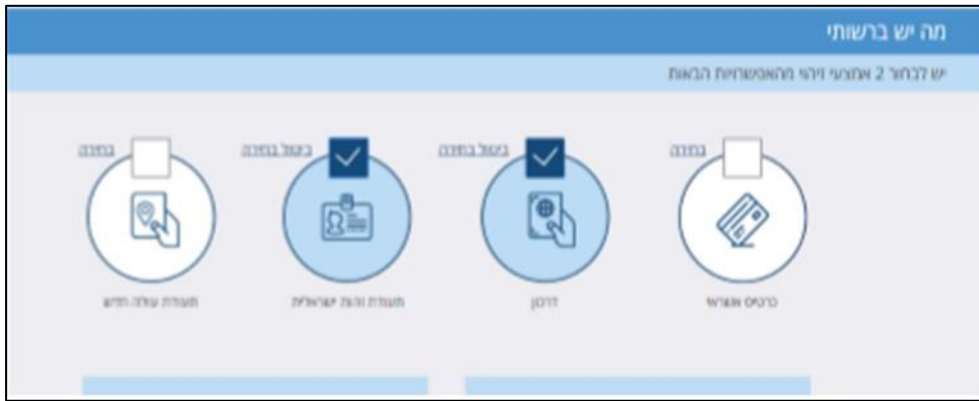 מה יש ברשותי
יש לבחור 2 אמצעי זיהוי מהאפשרויות הבאות
בחירה
ביטול בחירה
ביטול בחירה
בחירה
כרטיס אשראי
דרכון
תעודת זהות ישראלית
תעודת עולה חדש